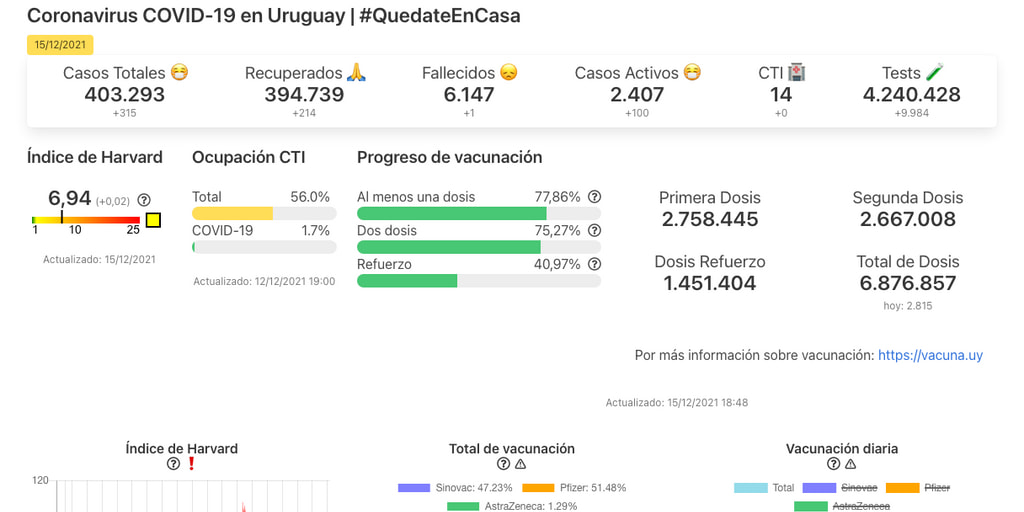 Coronavirus COVID-19 en Uruguay | #QuedateEnCasa
15/12/2021
Casos Totales 😷 Recuperados 🙏 Fallecidos 😞 Casos Activos 😷 CTI 🏥 Tests 🧪
403.293 394.739 6.147 2.407 14 4.240.428
+315 +214 +1 +100 +0 +9.984
Índice de Harvard Ocupación CTI Progreso de vacunación
6,94 (+0,02)
1 10 25
Actualizado: 15/12/2021
Total 56.0%
COVID-19 1.7%
Actualizado: 12/12/2021 19:00
Al menos una dosis 77,86%
Dos dosis 75,27%
Refuerzo 40,97%
Primera Dosis Segunda Dosis
2.758.445 2.667.008
Dosis Refuerzo Total de Dosis
1.451.404 6.876.857
hoy: 2.815
Por más información sobre vacunación: https://vacuna.uy
Actualizado: 15/12/2021 18:48
Índice de Harvard
120
Total de vacunación
Sinovac: 47.23% Pfizer: 51.48%
AstraZeneca: 1.29%
Vacunación diaria
Total Sinovac Pfizer
AstraZeneca